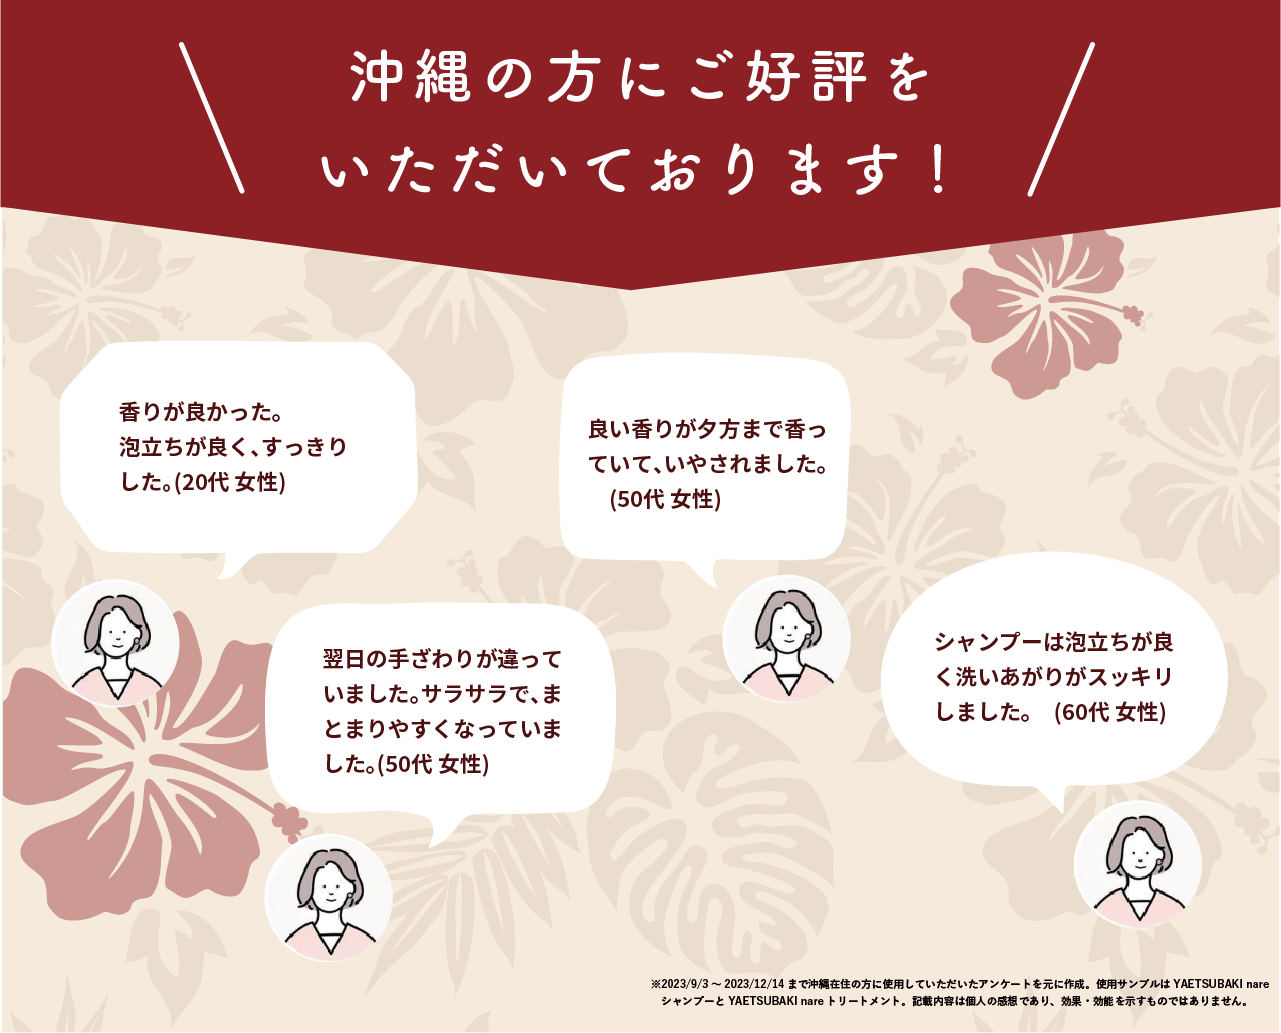 沖縄の方にご好評を
いただいております！
香りが良かった。
泡立ちが良く、すっきり
した。(20代 女性)
良い香りが夕方まで香っ
ていて、いやされました。
(50代 女性)
翌日の手ざわりが違って
いました。サラサラで、ま
とまりやすくなっていま
した。(50代 女性)
シャンプーは泡立ちが良
く洗いあがりがスッキリ
しました。 (60代 女性)
※2023/9/3 ～ 2023/12/14 まで沖縄在住の方に使用していただいたアンケートを元に作成。使用サンプルは YAETSUBAKI nare
シャンプーと YAETSUBAKI nare トリートメント。記載内容は個人の感想であり、効果・効能を示すものではありません。